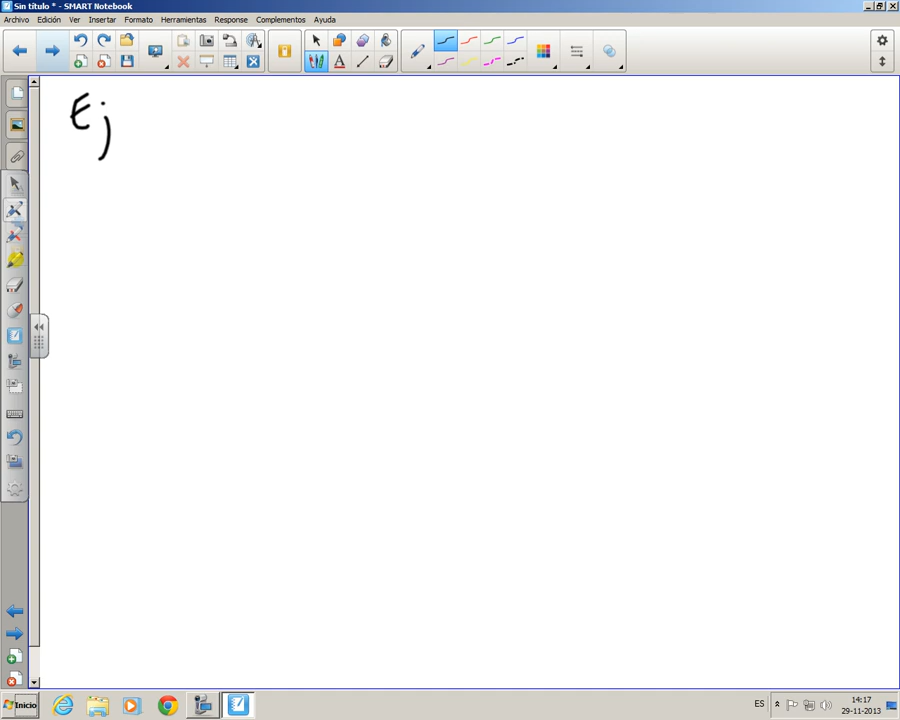 Sin título * - SMART Notebook
Archivo Edición Ver Insertar Formato Herramientas Response Complementos Ayuda
Ej
Inicio
ES
14:17
29-11-2013